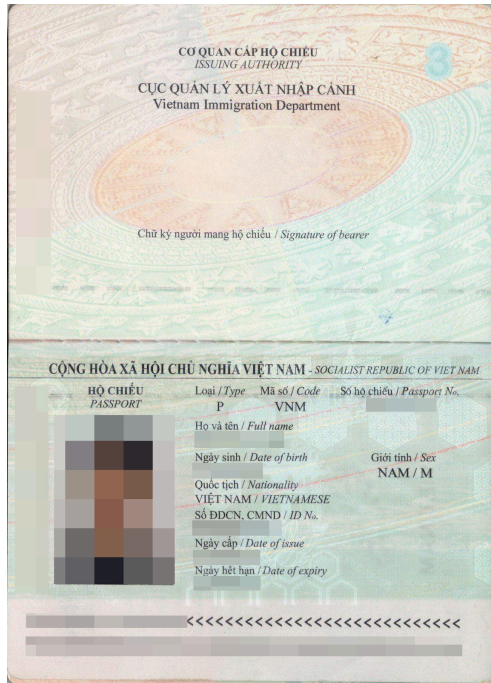 CƠ QUAN CẤP HỘ CHIẾU
ISSUING AUTHORITY
3
CỤC QUẢN LÝ XUẤT NHẬP CẢNH
Vietnam Immigration Department
Chữ ký người mang hộ chiếu / Signature of bearer
CỘNG HÒA XÃ HỘI CHỦ NGHĨA VIỆT NAM - SOCIALIST REPUBLIC OF VIET NAM
HỘ CHIẾU
PASSPORT
Loại / Type Mã số / Code Số hộ chiếu / Passport No.
P VNM
Họ và tên / Full name
Ngày sinh / Date of birth Giới tính / Sex
NAM / M
Quốc tịch / Nationality
VIỆT NAM / VIETNAMESE
Số ĐDCN, CMND / ID No.
Ngày cấp / Date of issue
Ngày hết hạn / Date of expiry
<<<<<<<<<<<<<<<<<<<<<<<<<<<<